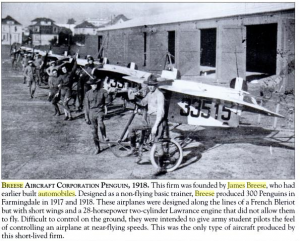 33515
BREESE AIRCRAFT CORPORATION PENGUIN, 1918. This firm was founded by James Breese, who had
earlier built automobiles. Designed as a non-flying basic trainer, Breese produced 300 Penguins in
Farmingdale in 1917 and 1918. These airplanes were designed along the lines of a French Bleriot
but with short wings and a 28-horsepower two-cylinder Lawrance engine that did not allow them
to fly. Difficult to control on the ground, they were intended to give army student pilots the feel
of controlling an airplane at near-flying speeds. This was the only type of aircraft produced by
this short-lived firm.